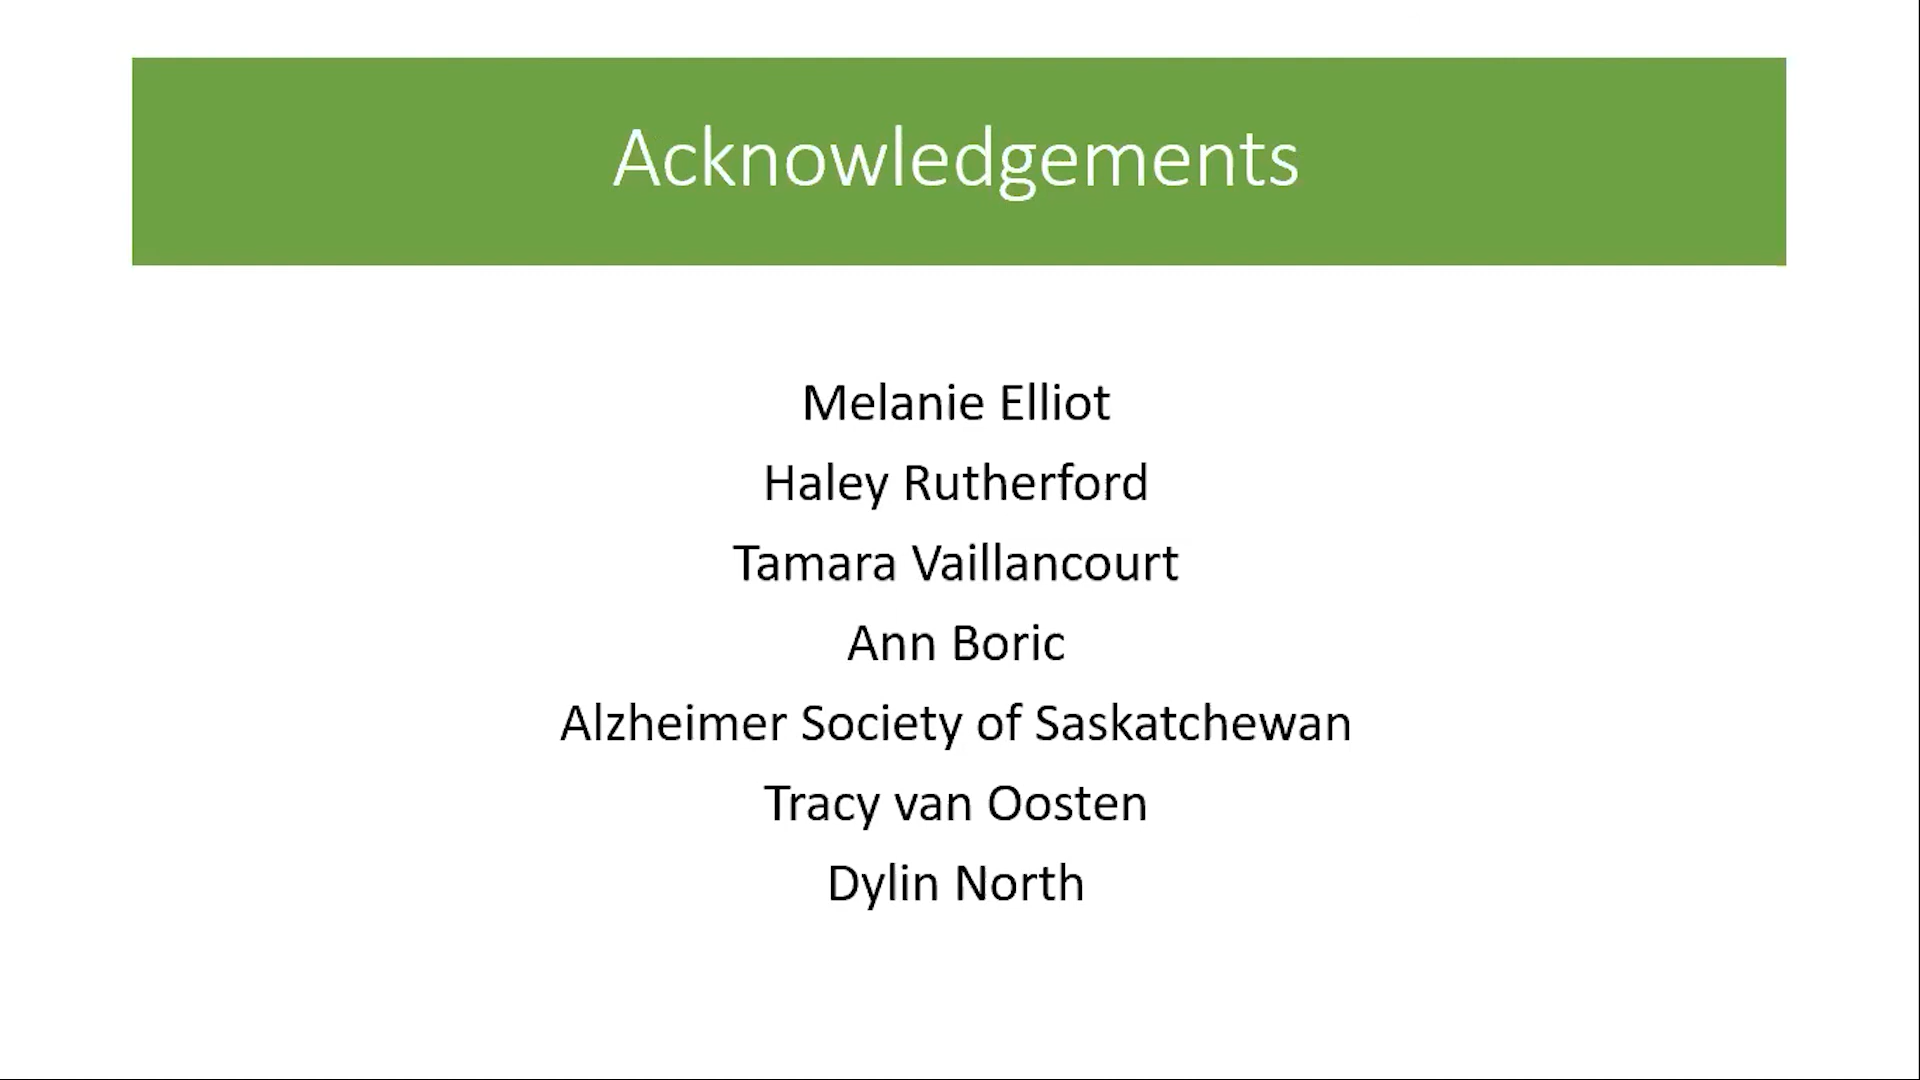 Acknowledgements
Melanie Elliot
Haley Rutherford
Tamara Vaillancourt
Ann Boric
Alzheimer Society of Saskatchewan
Tracy van Oosten
Dylin North